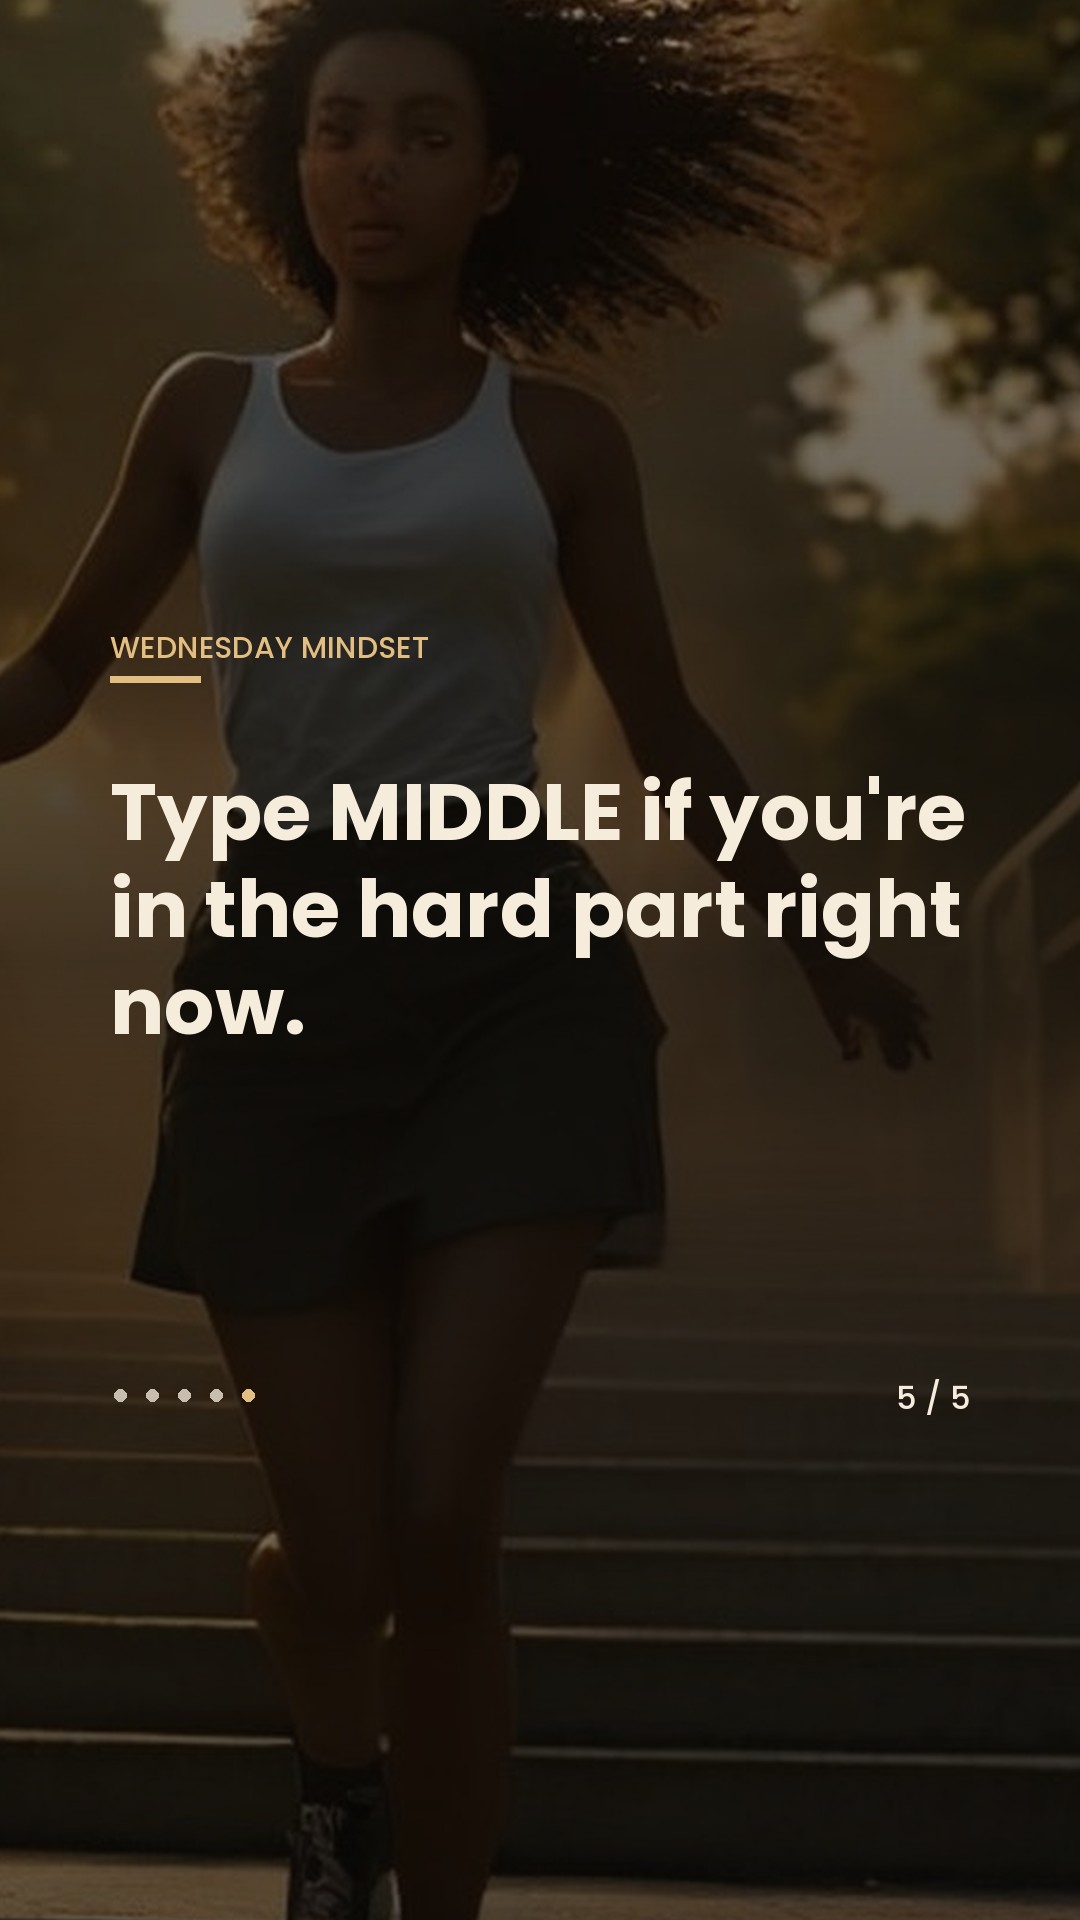 WEDNESDAY MINDSET
Type MIDDLE if you're
in the hard part right
now.
5 / 5